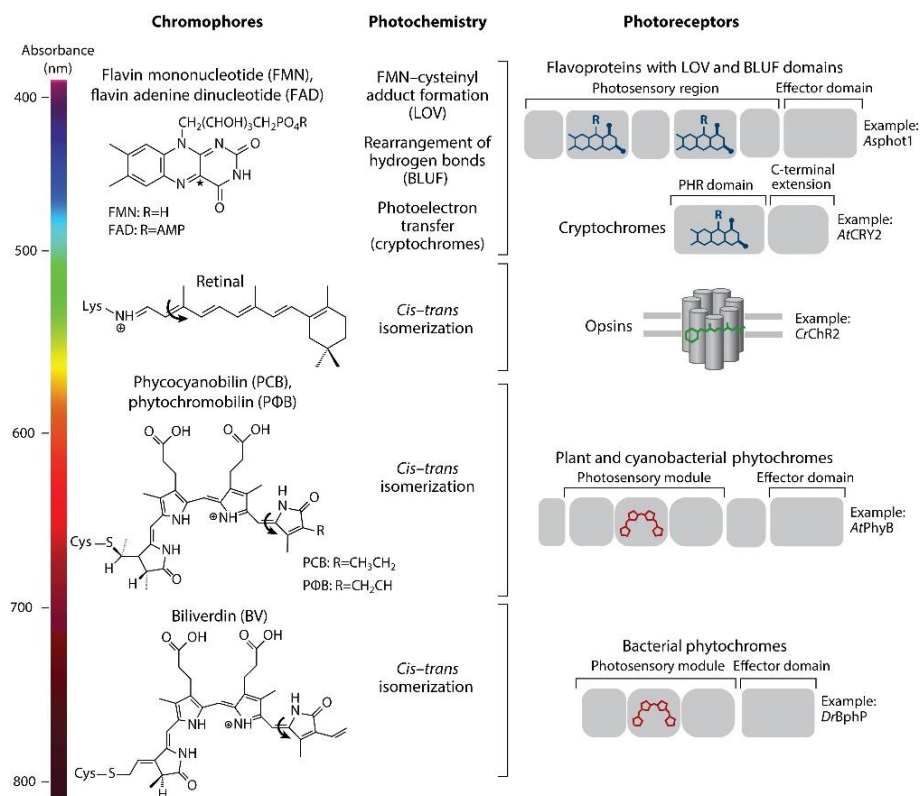 Chromophores
Photochemistry
Photoreceptors
Absorbance
(nm)
400
500
600
700
800
Flavin mononucleotide (FMN),
flavin adenine dinucleotide (FAD)
CH₂(CHOH)₃CH₂PO₄R
N
N
O
NH
N
★
O
FMN: R=H
FAD: R=AMP
FMN–cysteinyl
adduct formation
(LOV)
Rearrangement of
hydrogen bonds
(BLUF)
Photoelectron
transfer
(cryptochromes)
Flavoproteins with LOV and BLUF domains
Photosensory region
Effector domain
R
R
Example:
Asphot1
PHR domain
C-terminal
extension
R
Cryptochromes
Example:
AtCRY2
Retinal
Lys
NH
⊕
Cis–trans
isomerization
Opsins
Example:
CrChR2
Phycocyanobilin (PCB),
phytochromobilin (PΦB)
O
OH
O
OH
NH
⊕NH
H
N
O
R
Cys
S
H
NH
H
O
PCB: R=CH₃CH₂
PΦB: R=CH₂CH
Cis–trans
isomerization
Plant and cyanobacterial phytochromes
Photosensory module
Effector domain
Example:
AtPhyB
Biliverdin (BV)
O
OH
O
OH
NH
⊕NH
H
N
O
Cys
S
NH
H
O
Cis–trans
isomerization
Bacterial phytochromes
Photosensory module
Effector domain
Example:
DrBphP